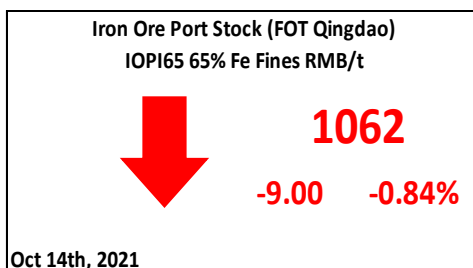 Iron Ore Port Stock (FOT Qingdao)
IOPI65 65% Fe Fines RMB/t
1062
-9.00 -0.84%
Oct 14th, 2021